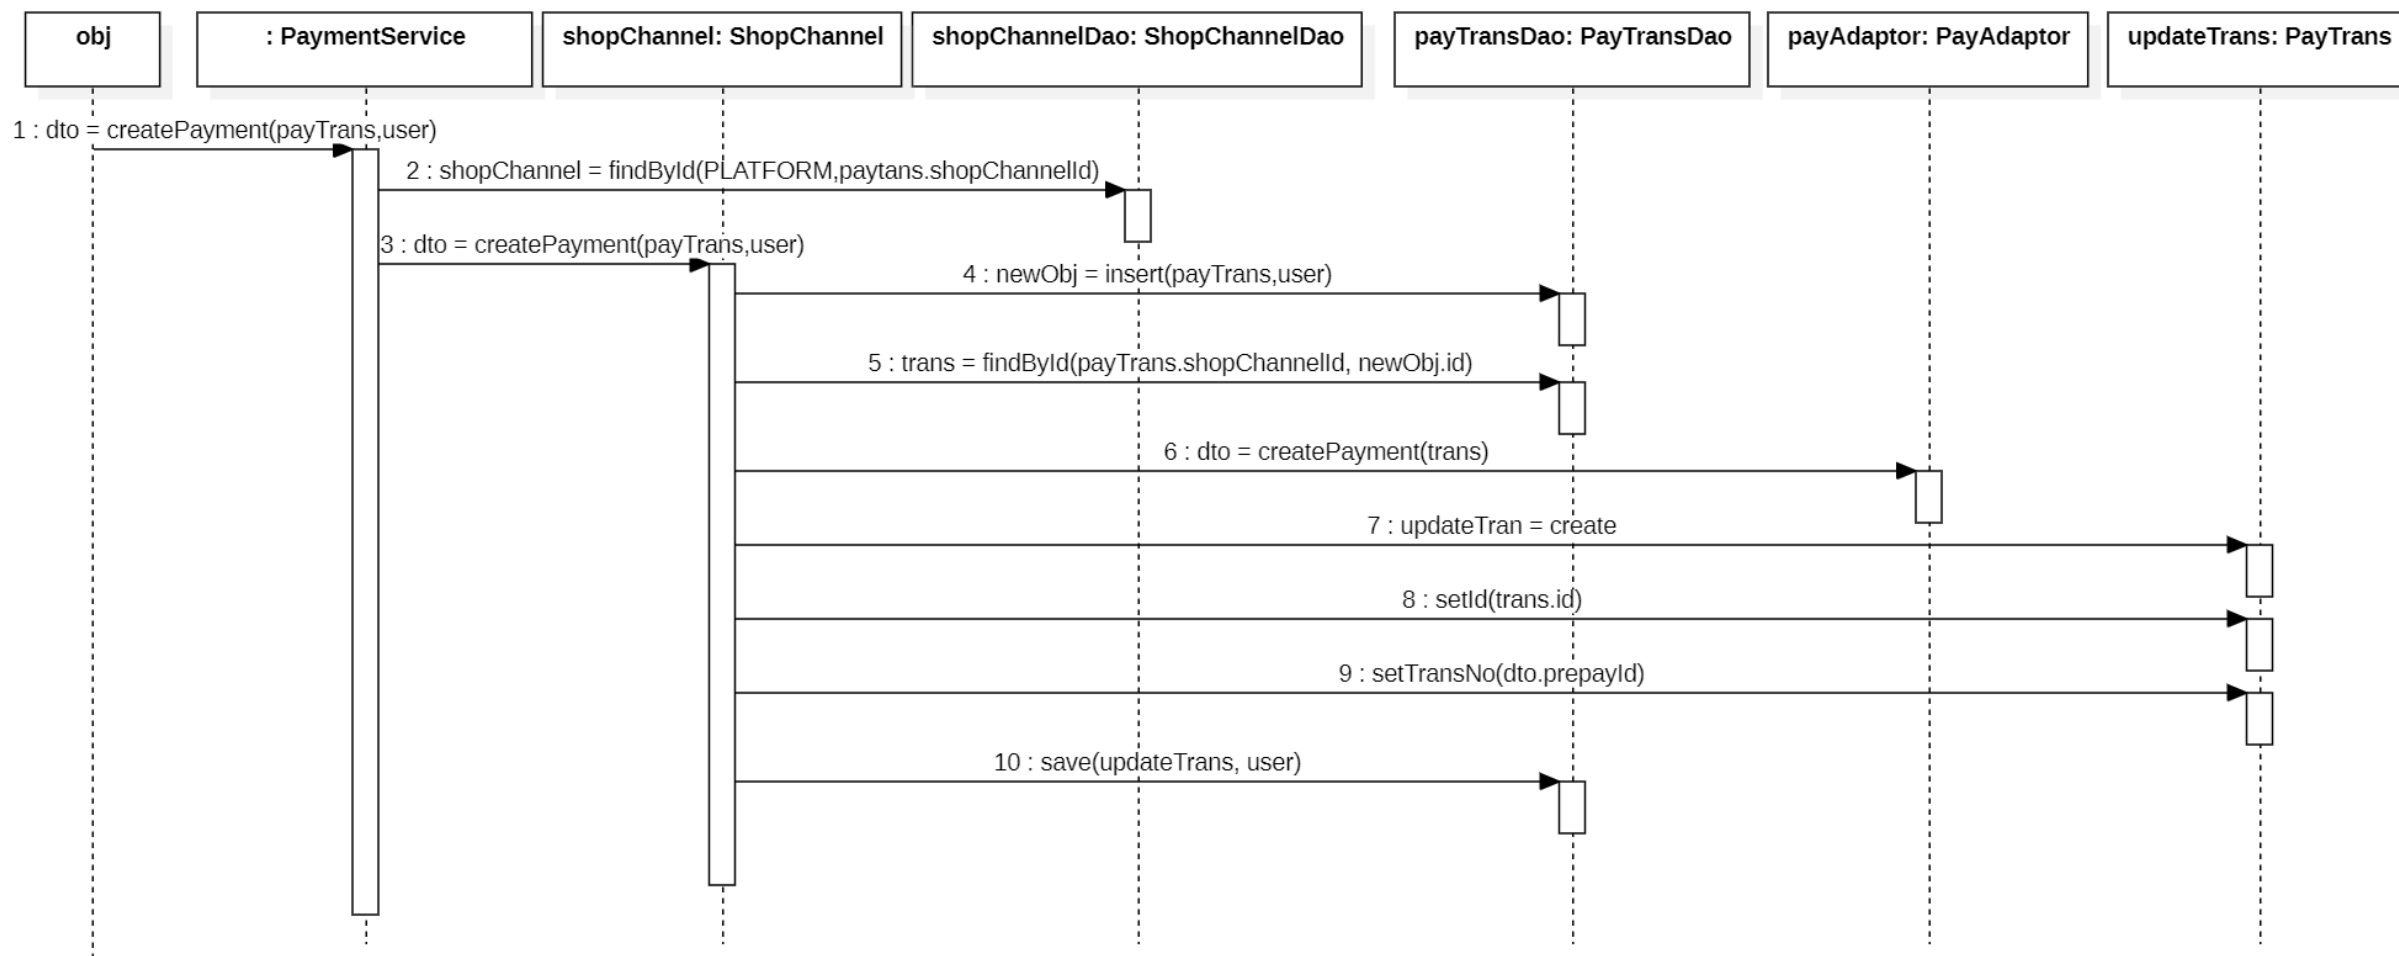 obj
: PaymentService
shopChannel: ShopChannel
shopChannelDao: ShopChannelDao
payTransDao: PayTransDao
payAdaptor: PayAdaptor
updateTrans: PayTrans
1 : dto = createPayment(payTrans,user)
2 : shopChannel = findById(PLATFORM,paytans.shopChannelId)
3 : dto = createPayment(payTrans,user)
4 : newObj = insert(payTrans,user)
5 : trans = findById(payTrans.shopChannelId, newObj.id)
6 : dto = createPayment(trans)
7 : updateTran = create
8 : setId(trans.id)
9 : setTransNo(dto.prepayId)
10 : save(updateTrans, user)